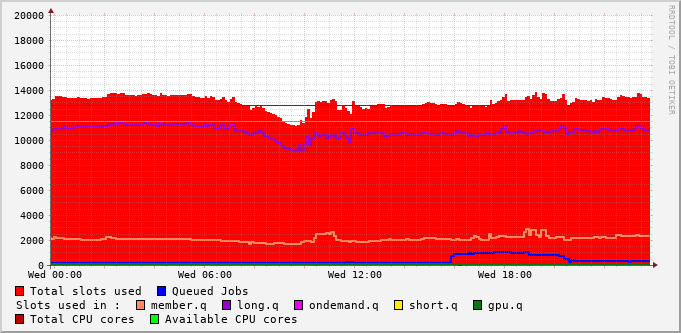 20000
18000
16000
14000
12000
10000
8000
6000
4000
2000
0
Wed 00:00 Wed 06:00 Wed 12:00 Wed 18:00
Total slots used Queued Jobs
Slots used in : member.q long.q ondemand.q short.q gpu.q
Total CPU cores Available CPU cores
RRDTOOL / TOBI OETIKER